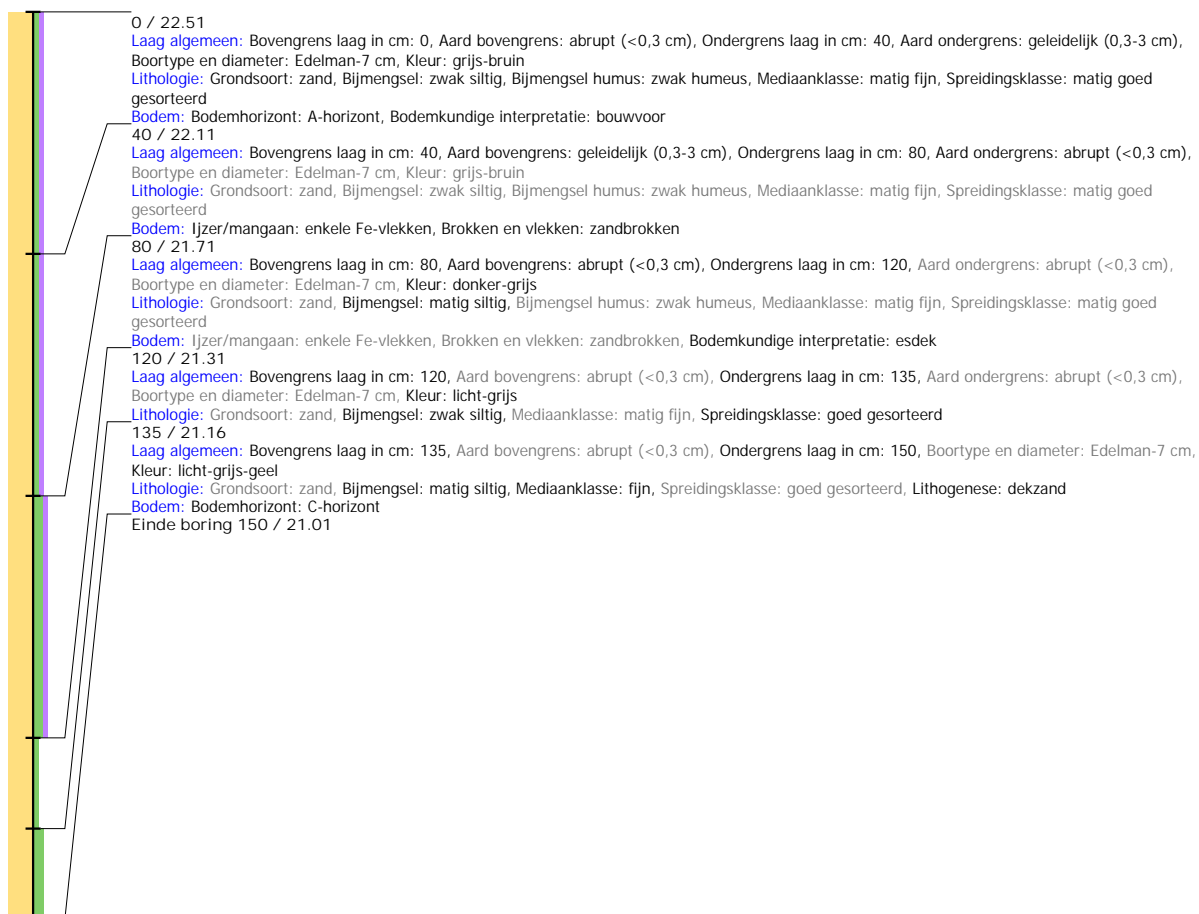 0 / 22.51
Laag algemeen: Bovengrens laag in cm: 0, Aard bovengrens: abrupt (<0,3 cm), Ondergrens laag in cm: 40, Aard ondergrens: geleidelijk (0,3-3 cm),
Boortype en diameter: Edelman-7 cm, Kleur: grijs-bruin
Lithologie: Grondsoort: zand, Bijmengsel: zwak siltig, Bijmengsel humus: zwak humeus, Mediaanklasse: matig fijn, Spreidingsklasse: matig goed
gesorteerd
Bodem: Bodemhorizont: A-horizont, Bodemkundige interpretatie: bouwvoor
40 / 22.11
Laag algemeen: Bovengrens laag in cm: 40, Aard bovengrens: geleidelijk (0,3-3 cm), Ondergrens laag in cm: 80, Aard ondergrens: abrupt (<0,3 cm),
Boortype en diameter: Edelman-7 cm, Kleur: grijs-bruin
Lithologie: Grondsoort: zand, Bijmengsel: zwak siltig, Bijmengsel humus: zwak humeus, Mediaanklasse: matig fijn, Spreidingsklasse: matig goed
gesorteerd
Bodem: Ijzer/mangaan: enkele Fe-vlekken, Brokken en vlekken: zandbrokken
80 / 21.71
Laag algemeen: Bovengrens laag in cm: 80, Aard bovengrens: abrupt (<0,3 cm), Ondergrens laag in cm: 120, Aard ondergrens: abrupt (<0,3 cm),
Boortype en diameter: Edelman-7 cm, Kleur: donker-grijs
Lithologie: Grondsoort: zand, Bijmengsel: matig siltig, Bijmengsel humus: zwak humeus, Mediaanklasse: matig fijn, Spreidingsklasse: matig goed
gesorteerd
Bodem: Ijzer/mangaan: enkele Fe-vlekken, Brokken en vlekken: zandbrokken, Bodemkundige interpretatie: esdek
120 / 21.31
Laag algemeen: Bovengrens laag in cm: 120, Aard bovengrens: abrupt (<0,3 cm), Ondergrens laag in cm: 135, Aard ondergrens: abrupt (<0,3 cm),
Boortype en diameter: Edelman-7 cm, Kleur: licht-grijs
Lithologie: Grondsoort: zand, Bijmengsel: zwak siltig, Mediaanklasse: matig fijn, Spreidingsklasse: goed gesorteerd
135 / 21.16
Laag algemeen: Bovengrens laag in cm: 135, Aard bovengrens: abrupt (<0,3 cm), Ondergrens laag in cm: 150, Boortype en diameter: Edelman-7 cm,
Kleur: licht-grijs-geel
Lithologie: Grondsoort: zand, Bijmengsel: matig siltig, Mediaanklasse: fijn, Spreidingsklasse: goed gesorteerd, Lithogenese: dekzand
Bodem: Bodemhorizont: C-horizont
Einde boring 150 / 21.01